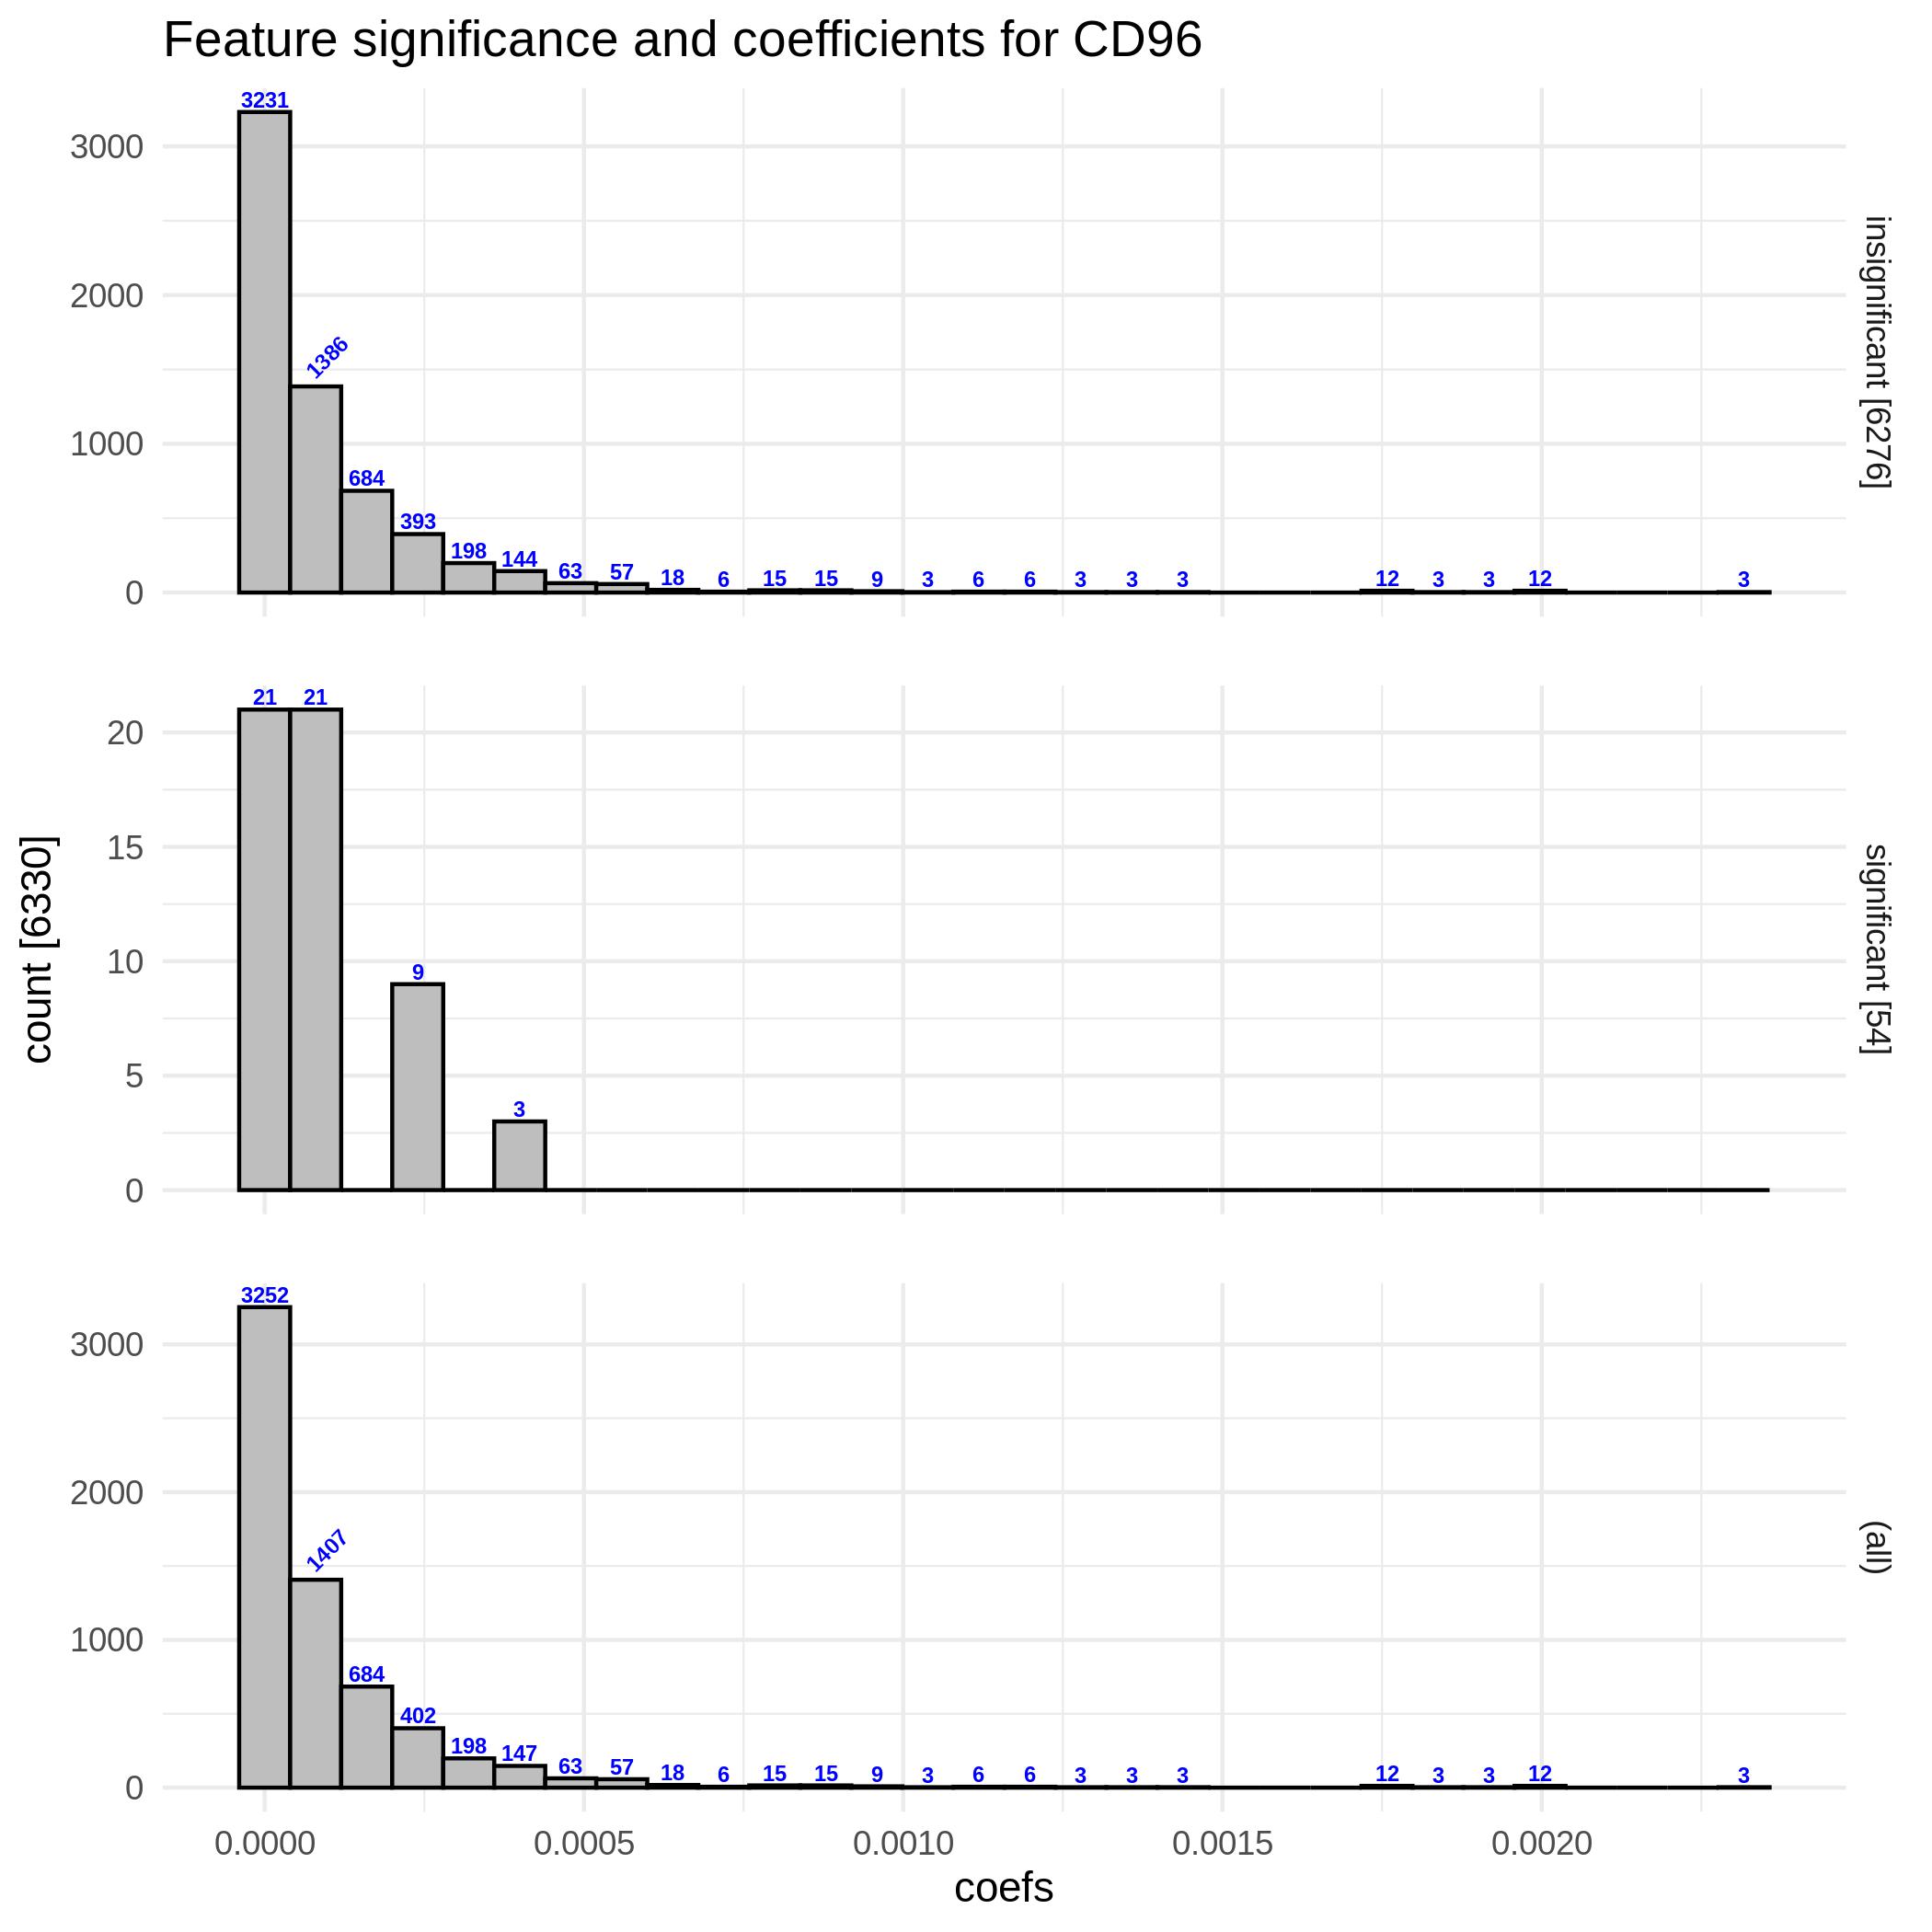 Feature significance and coefficients for CD96
3231
3000
2000
1386
1000
684
393
198 144 63 57 18 6 15 15 9 3 6 6 3 3 3 12 3 3 12 3
0
insignificant [6276]
21 21
20
15
10
9
5
3
0
significant [54]
count [6330]
3252
3000
2000
1407
1000
684
402
198 147 63 57 18 6 15 15 9 3 6 6 3 3 3 12 3 3 12 3
0
(all)
0.0000 0.0005 0.0010 0.0015 0.0020
coefs